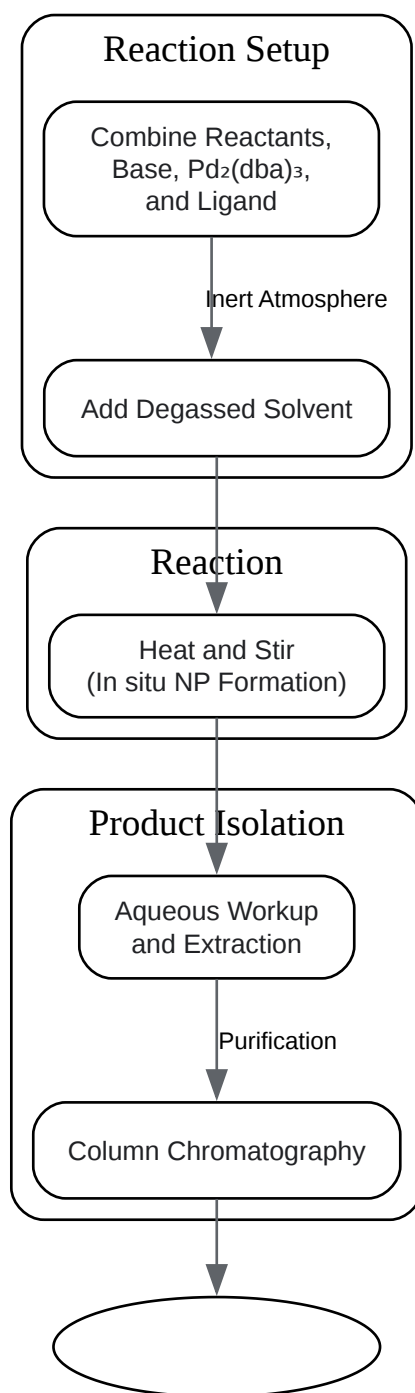 Reaction Setup
Combine Reactants,
Base, Pd₂(dba)₃,
and Ligand
Inert Atmosphere
Add Degassed Solvent
Reaction
Heat and Stir
(In situ NP Formation)
Product Isolation
Aqueous Workup
and Extraction
Purification
Column Chromatography